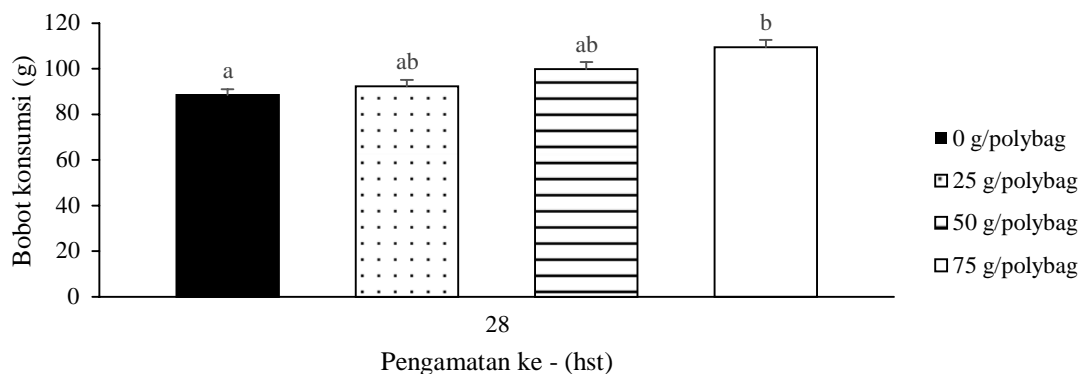 120
100
80
60
40
20
0
Bobot konsumsi (g)
a
ab
ab
b
28
Pengamatan ke - (hst)
0 g/polybag
25 g/polybag
50 g/polybag
75 g/polybag